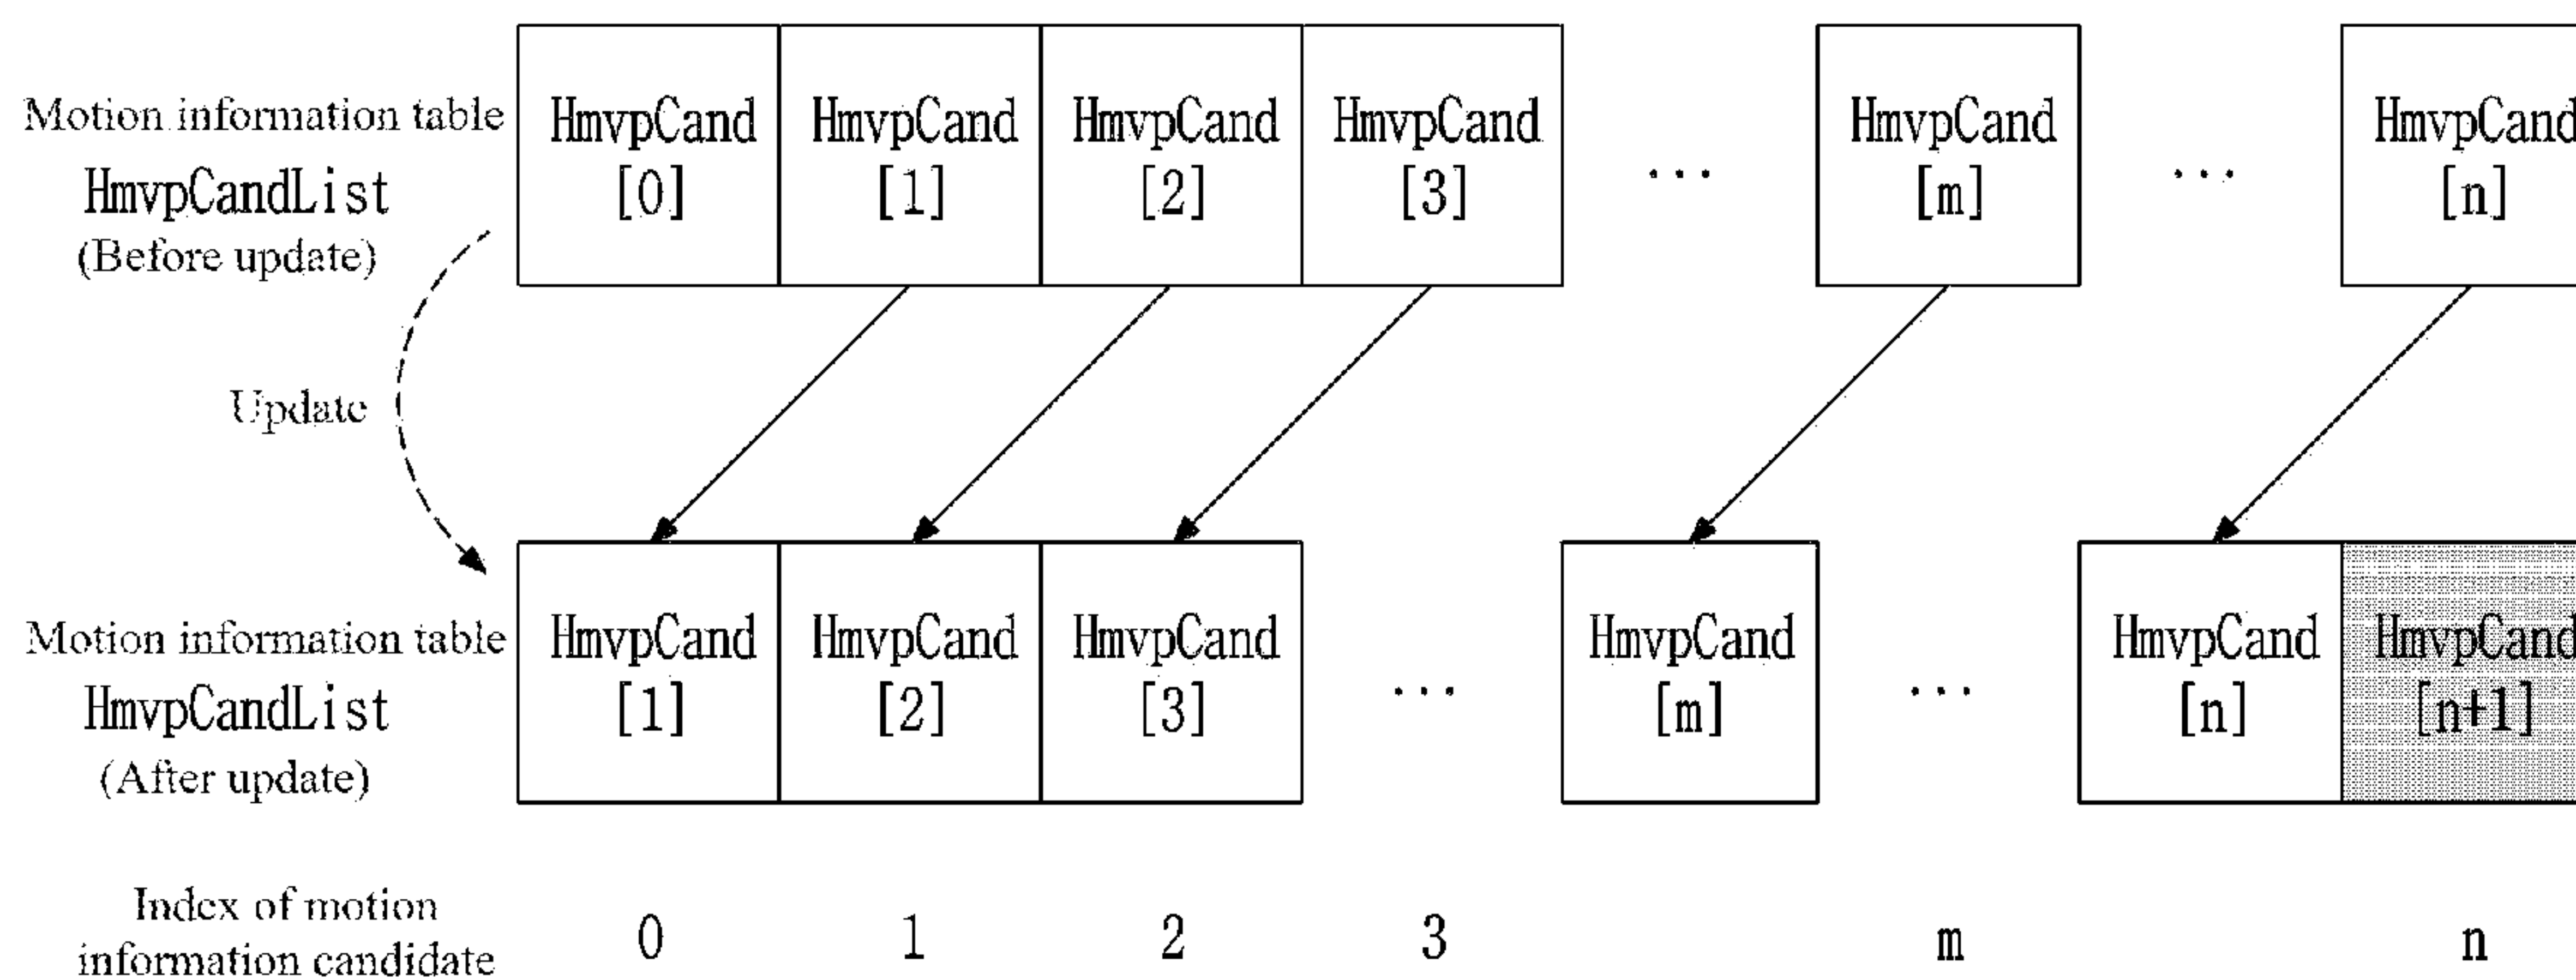 Motion information table
HmvpCandList
(Before update)
HmvpCand
[0]
HmvpCand
[1]
HmvpCand
[2]
HmvpCand
[3]
...
HmvpCand
[m]
...
HmvpCand
[n]
Update
Motion information table
HmvpCandList
(After update)
HmvpCand
[1]
HmvpCand
[2]
HmvpCand
[3]
...
HmvpCand
[m]
...
HmvpCand
[n]
HmvpCand
[n+1]
Index of motion
information candidate
0
1
2
3
m
n